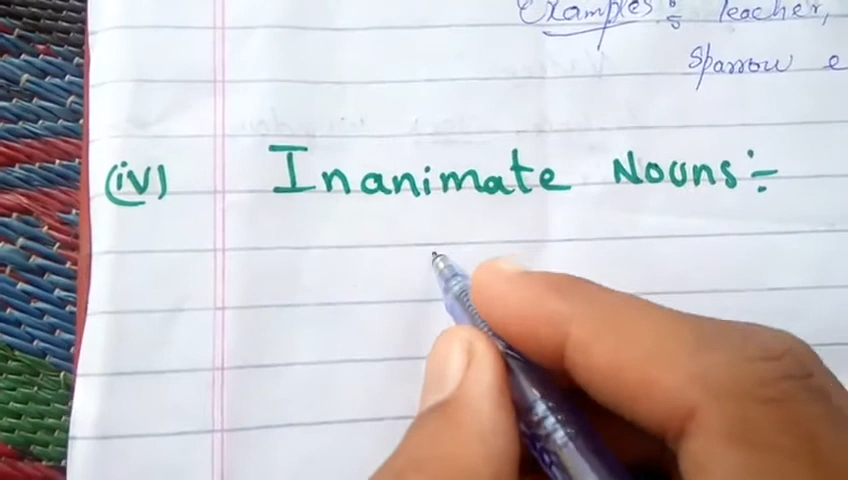 Examples : Teacher,
Sparrow e
(iv) Inanimate Nouns :-